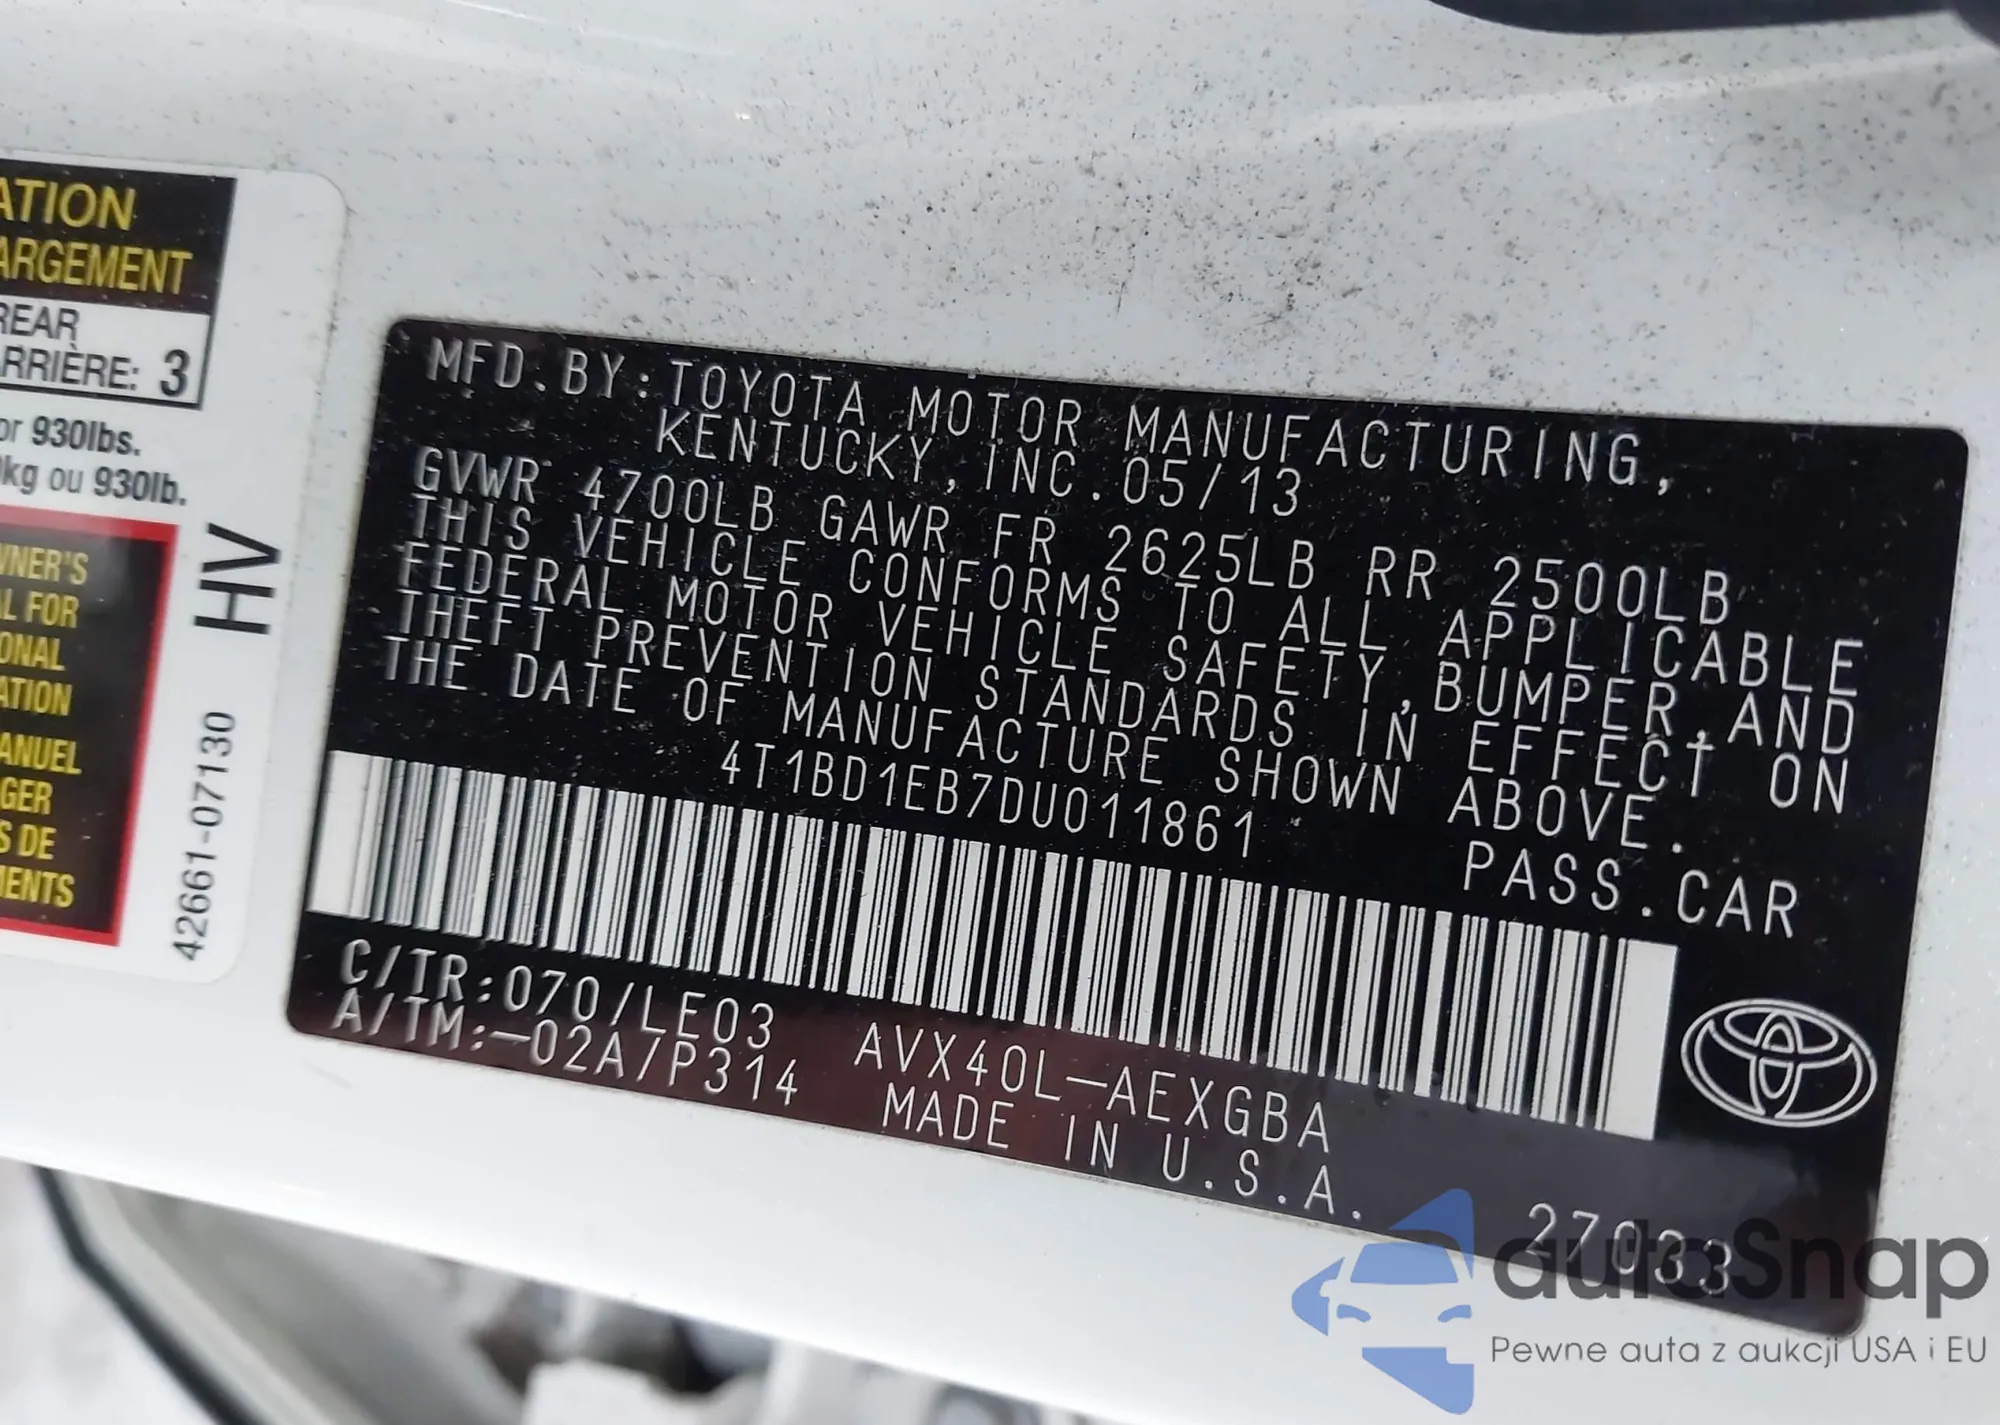 ATION
ARGEMENT
REAR
ARRIÈRE: 3
or 930lbs.
kg ou 930lb.
WNER'S
AL FOR
ONAL
ATION
ANUEL
GER
S DE
MENTS
HV
42661-07130
MFD.BY:TOYOTA MOTOR MANUFACTURING,
KENTUCKY, INC.05/13
GVWR 4700LB GAWR FR 2625LB RR 2500LB
THIS VEHICLE CONFORMS TO ALL APPLICABLE
FEDERAL MOTOR VEHICLE SAFETY,BUMPER,AND
THEFT PREVENTION STANDARDS IN EFFECT ON
THE DATE OF MANUFACTURE SHOWN ABOVE.
4T1BD1EB7DU011861 PASS.CAR
C/TR:070/LE03 AVX40L-AEXGBA
A/TM:-02A/P314 MADE IN U.S.A.
27033
autoSnap
Pewne auta z aukcji USA i EU